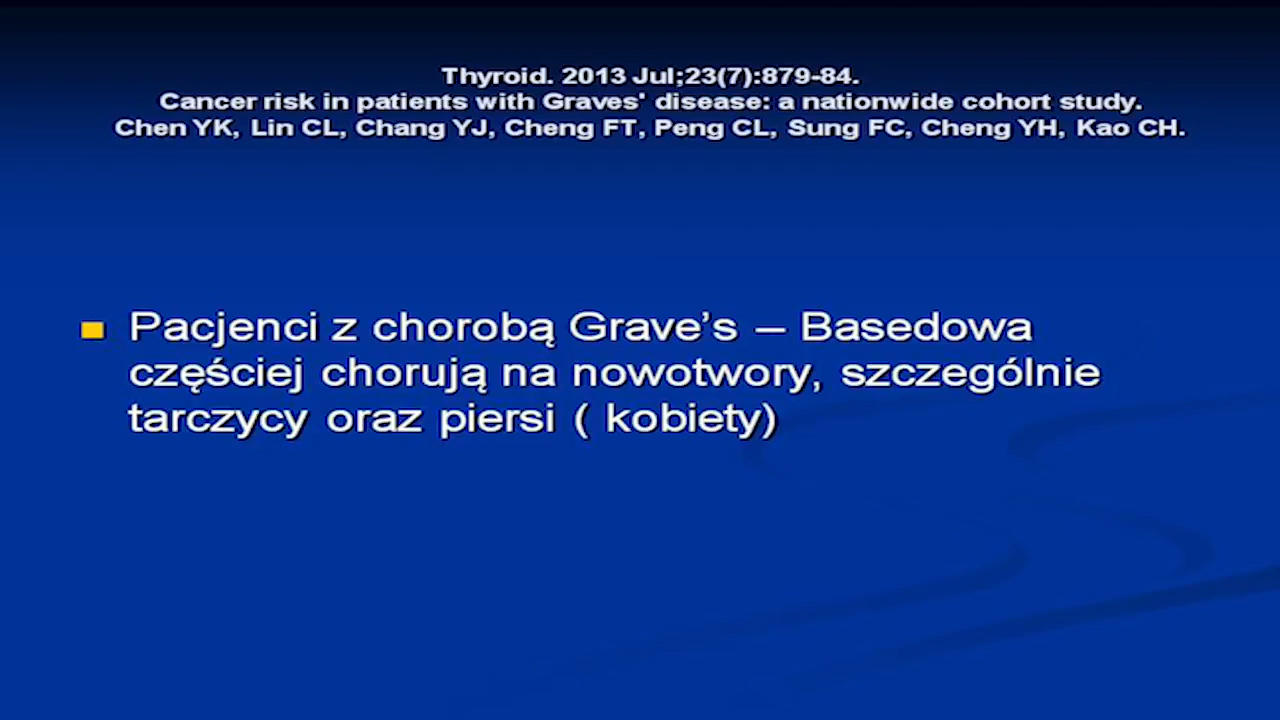 Thyroid. 2013 Jul;23(7):879-84.
Cancer risk in patients with Graves' disease: a nationwide cohort study.
Chen YK, Lin CL, Chang YJ, Cheng FT, Peng CL, Sung FC, Cheng YH, Kao CH.
Pacjenci z chorobą Grave’s – Basedowa
częściej chorują na nowotwory, szczególnie
tarczycy oraz piersi ( kobiety)